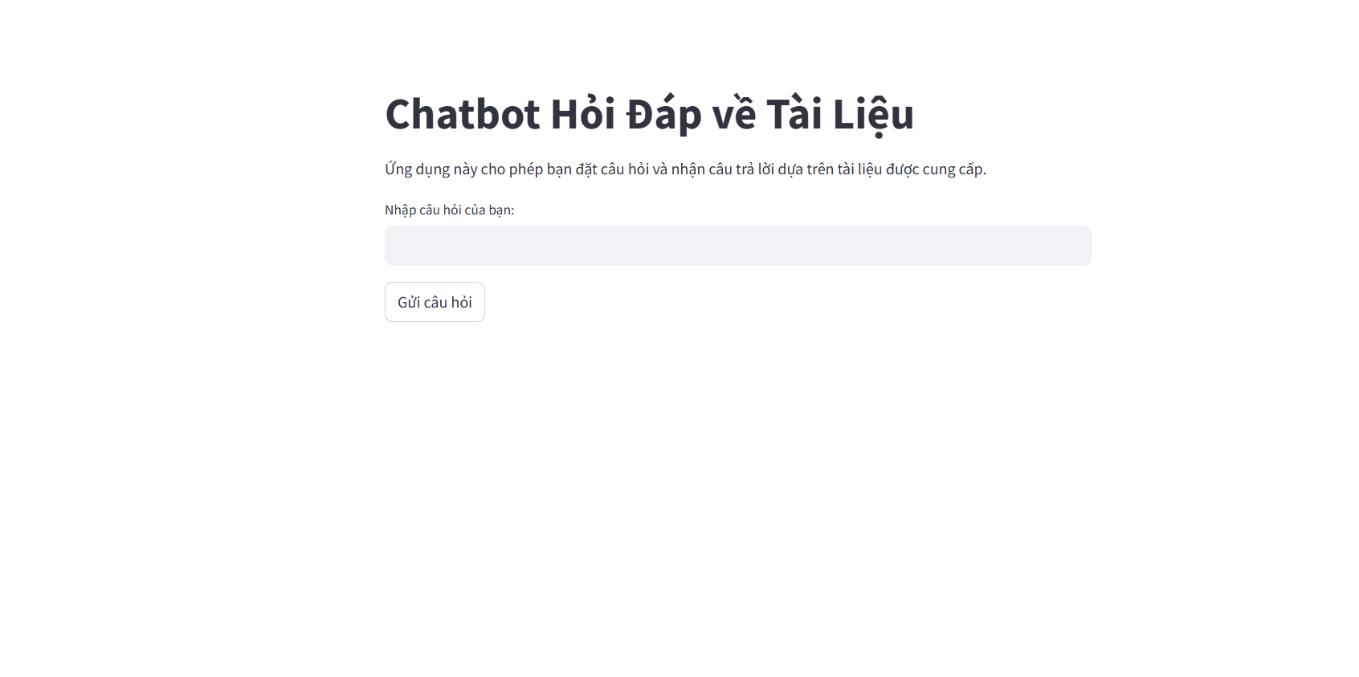 Chatbot Hỏi Đáp về Tài Liệu
Ứng dụng này cho phép bạn đặt câu hỏi và nhận câu trả lời dựa trên tài liệu được cung cấp.
Nhập câu hỏi của bạn:
Gửi câu hỏi